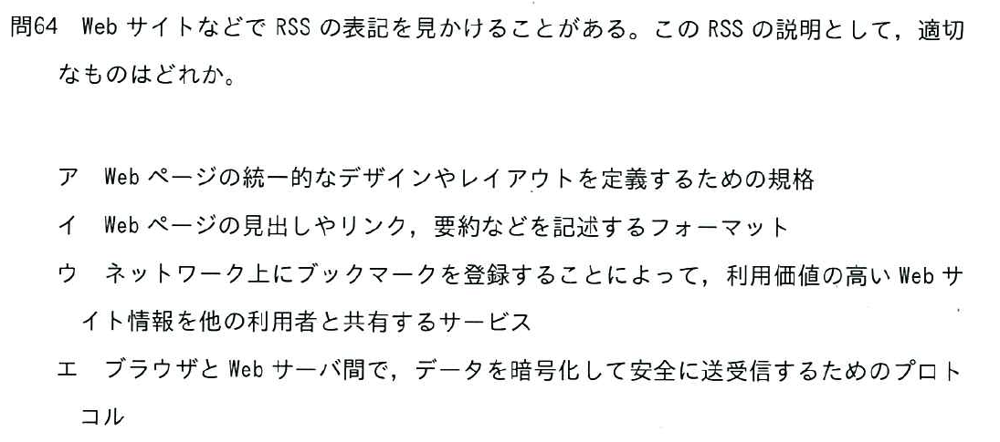 問64 Web サイトなどで RSS の表記を見かけることがある。この RSS の説明として，適切
なものはどれか。
ア Web ページの統一的なデザインやレイアウトを定義するための規格
イ Web ページの見出しやリンク，要約などを記述するフォーマット
ウ ネットワーク上にブックマークを登録することによって，利用価値の高い Web サ
イト情報を他の利用者と共有するサービス
エ ブラウザと Web サーバ間で，データを暗号化して安全に送受信するためのプロト
コル